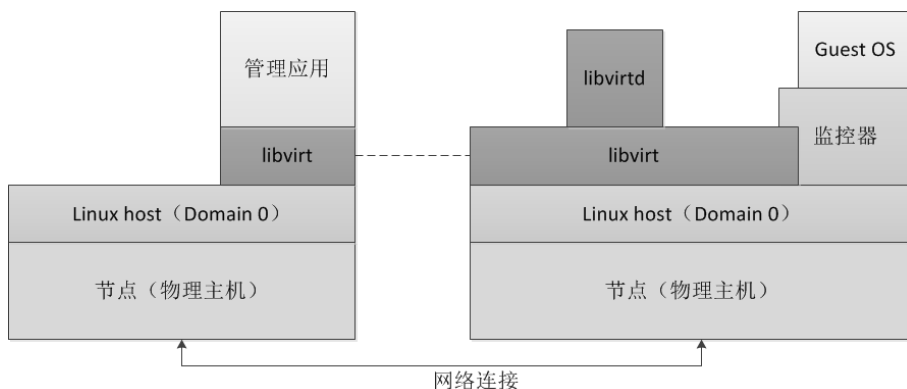 管理应用
libvirt
Linux host（Domain 0）
节点（物理主机）
libvirtd
Guest OS
监控器
libvirt
Linux host（Domain 0）
节点（物理主机）
网络连接